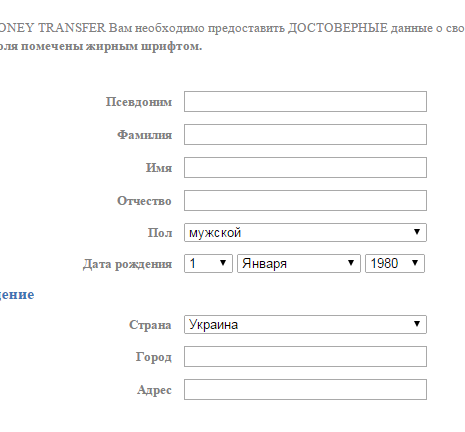 ONEY TRANSFER Вам необходимо предоставить ДОСТОВЕРНЫЕ данные о сво
оля помечены жирным шрифтом.
Псевдоним
Фамилия
Имя
Отчество
Пол мужской
Дата рождения 1 Января 1980
дение
Страна Украина
Город
Адрес